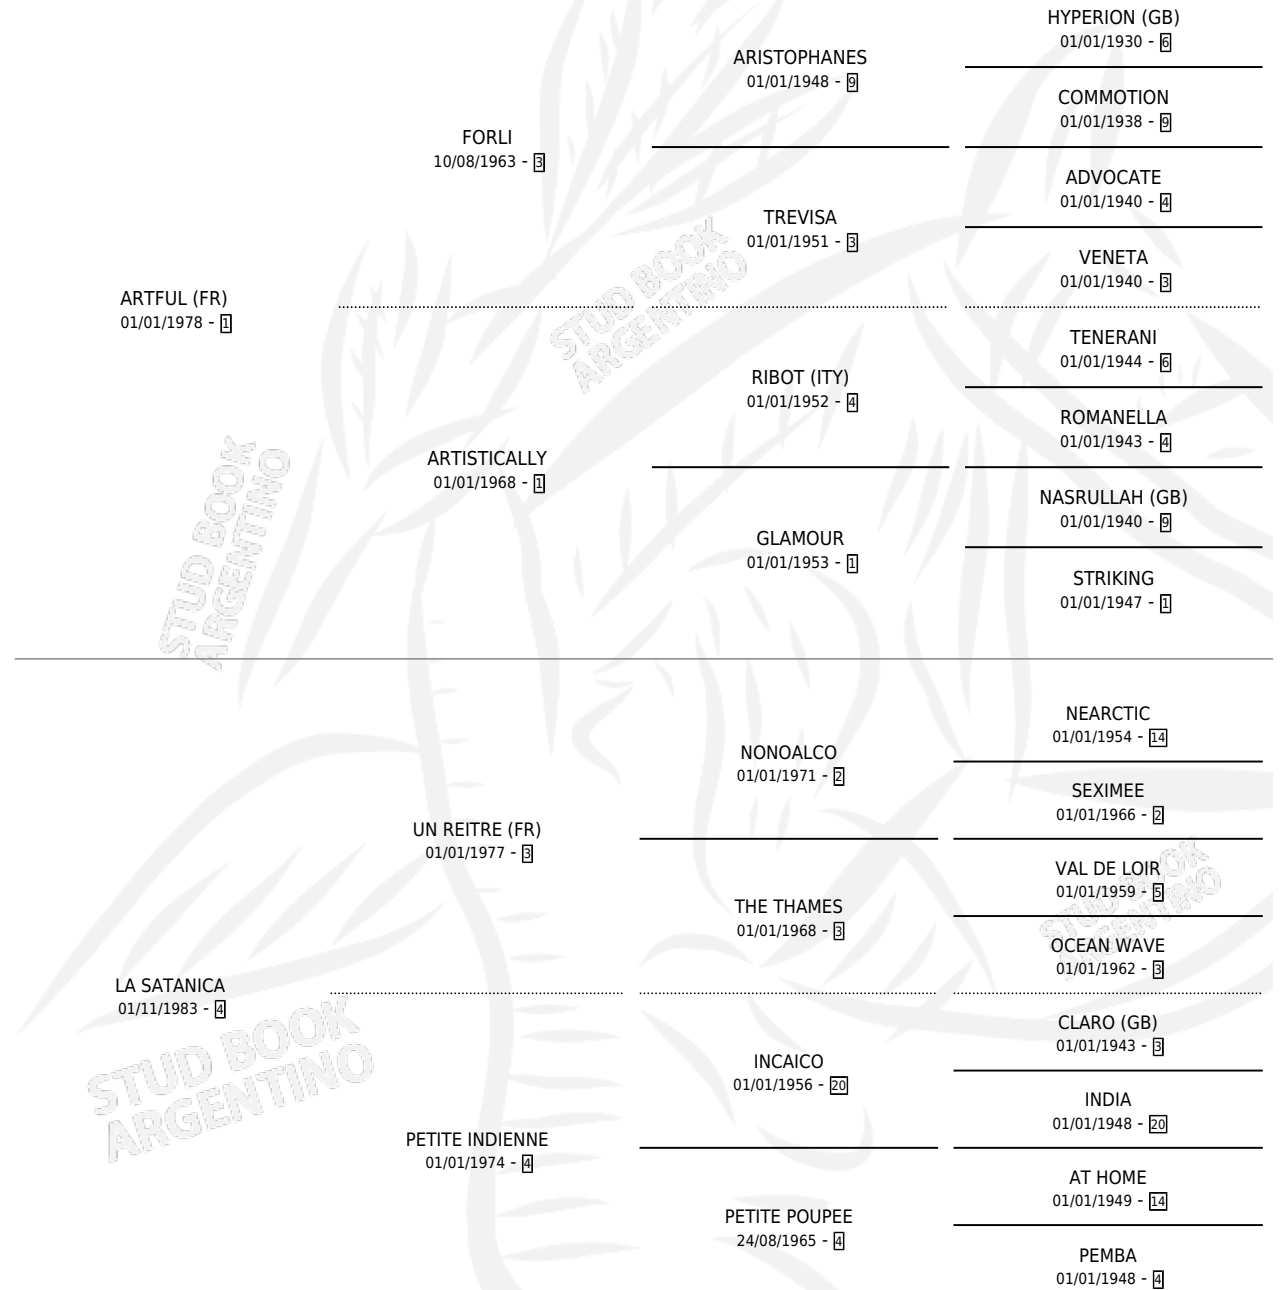 HYPERION (GB)
01/01/1930 - 6
ARISTOPHANES
01/01/1948 - 9
COMMOTION
01/01/1938 - 9
FORLI
10/08/1963 - 3
ADVOCATE
01/01/1940 - 4
TREVISA
01/01/1951 - 3
VENETA
01/01/1940 - 3
ARTFUL (FR)
01/01/1978 - 1
TENERANI
01/01/1944 - 6
RIBOT (ITY)
01/01/1952 - 4
ROMANELLA
01/01/1943 - 4
ARTISTICALLY
01/01/1968 - 1
NASRULLAH (GB)
01/01/1940 - 9
GLAMOUR
01/01/1953 - 1
STRIKING
01/01/1947 - 1
NEARCTIC
01/01/1954 - 14
NONOALCO
01/01/1971 - 2
SEXIMEE
01/01/1966 - 2
UN REITRE (FR)
01/01/1977 - 3
VAL DE LOIR
01/01/1959 - 5
THE THAMES
01/01/1968 - 3
OCEAN WAVE
01/01/1962 - 3
LA SATANICA
01/11/1983 - 4
CLARO (GB)
01/01/1943 - 3
INCAICO
01/01/1956 - 20
INDIA
01/01/1948 - 20
PETITE INDIENNE
01/01/1974 - 4
AT HOME
01/01/1949 - 14
PETITE POUPEE
24/08/1965 - 4
PEMBA
01/01/1948 - 4
STUD BOOK
ARGENTINO
STUD BOOK
ARGENTINO
STUD BOOK
ARGENTINO
STUD BOOK
ARGENTINO